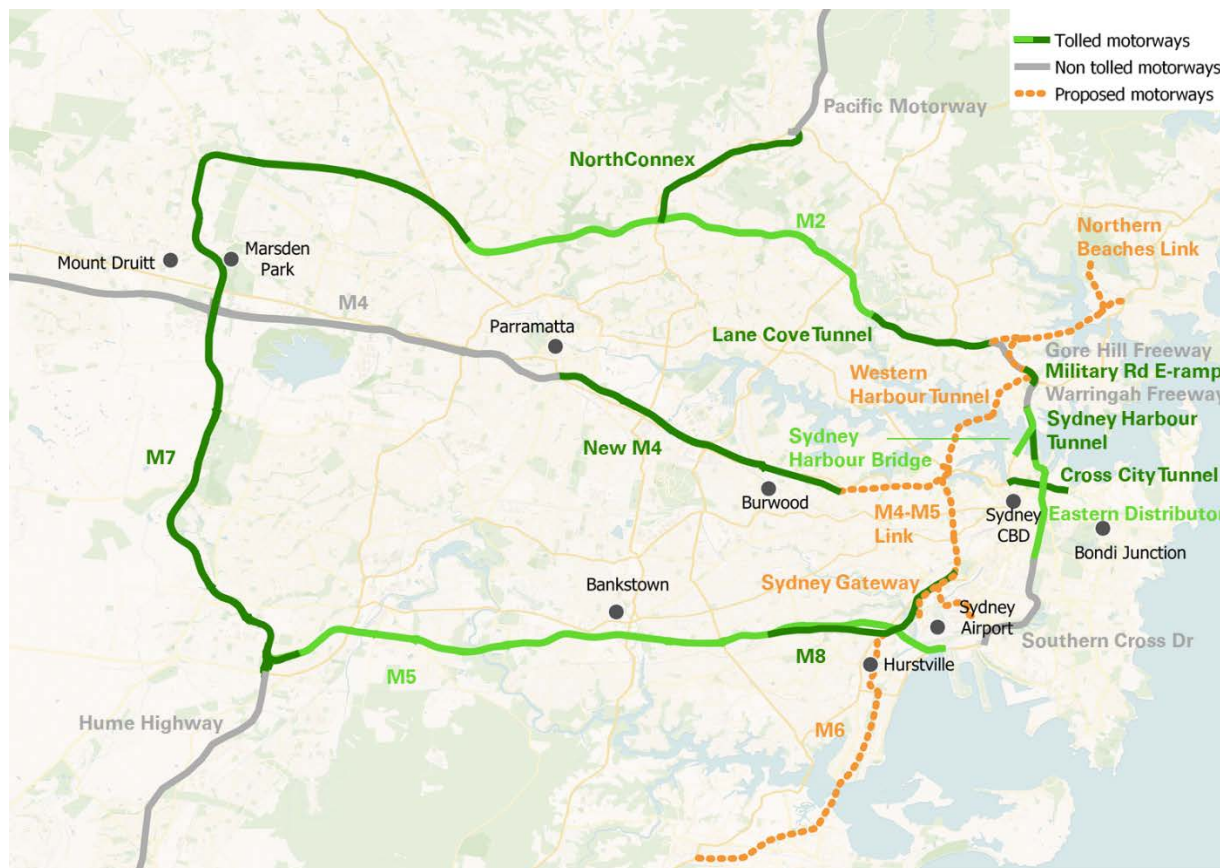 Tolled motorways
Non tolled motorways
Proposed motorways
Pacific Motorway
NorthConnex
M2
Northern
Beaches Link
Mount Druitt
Marsden
Park
M4
Parramatta
Lane Cove Tunnel
Gore Hill Freeway
Military Rd E-ramp
Warringah Freeway
Western
Harbour Tunnel
Sydney Harbour
Tunnel
Sydney
Harbour Bridge
M7
New M4
Burwood
Cross City Tunnel
M4-M5
Link
Sydney
CBD
Eastern Distributor
Bondi Junction
Bankstown
Sydney Gateway
Sydney
Airport
Southern Cross Dr
M5
M8
Hurstville
Hume Highway
M6